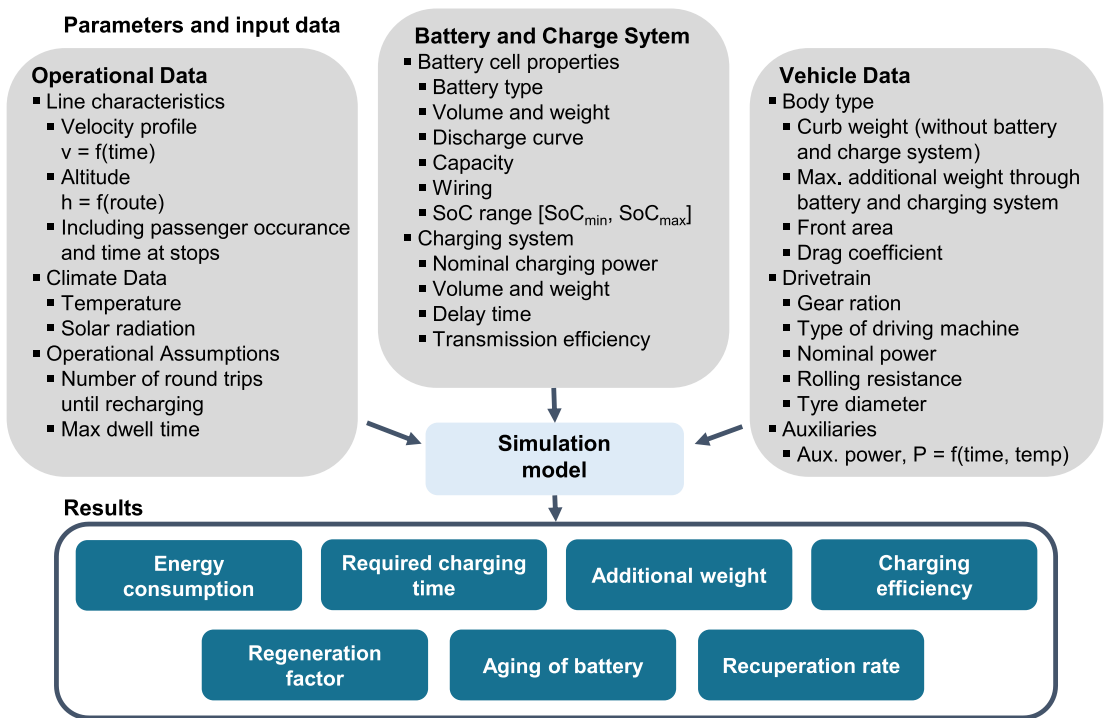 Parameters and input data
Operational Data
▪ Line characteristics
▪ Velocity profile
v = f(time)
▪ Altitude
h = f(route)
▪ Including passenger occurance
and time at stops
▪ Climate Data
▪ Temperature
▪ Solar radiation
▪ Operational Assumptions
▪ Number of round trips
until recharging
▪ Max dwell time
Battery and Charge Sytem
▪ Battery cell properties
▪ Battery type
▪ Volume and weight
▪ Discharge curve
▪ Capacity
▪ Wiring
▪ SoC range [SoCmin, SoCmax]
▪ Charging system
▪ Nominal charging power
▪ Volume and weight
▪ Delay time
▪ Transmission efficiency
Vehicle Data
▪ Body type
▪ Curb weight (without battery
and charge system)
▪ Max. additional weight through
battery and charging system
▪ Front area
▪ Drag coefficient
▪ Drivetrain
▪ Gear ration
▪ Type of driving machine
▪ Nominal power
▪ Rolling resistance
▪ Tyre diameter
▪ Auxiliaries
▪ Aux. power, P = f(time, temp)
Simulation
model
Results
Energy
consumption
Required charging
time
Additional weight
Charging
efficiency
Regeneration
factor
Aging of battery
Recuperation rate